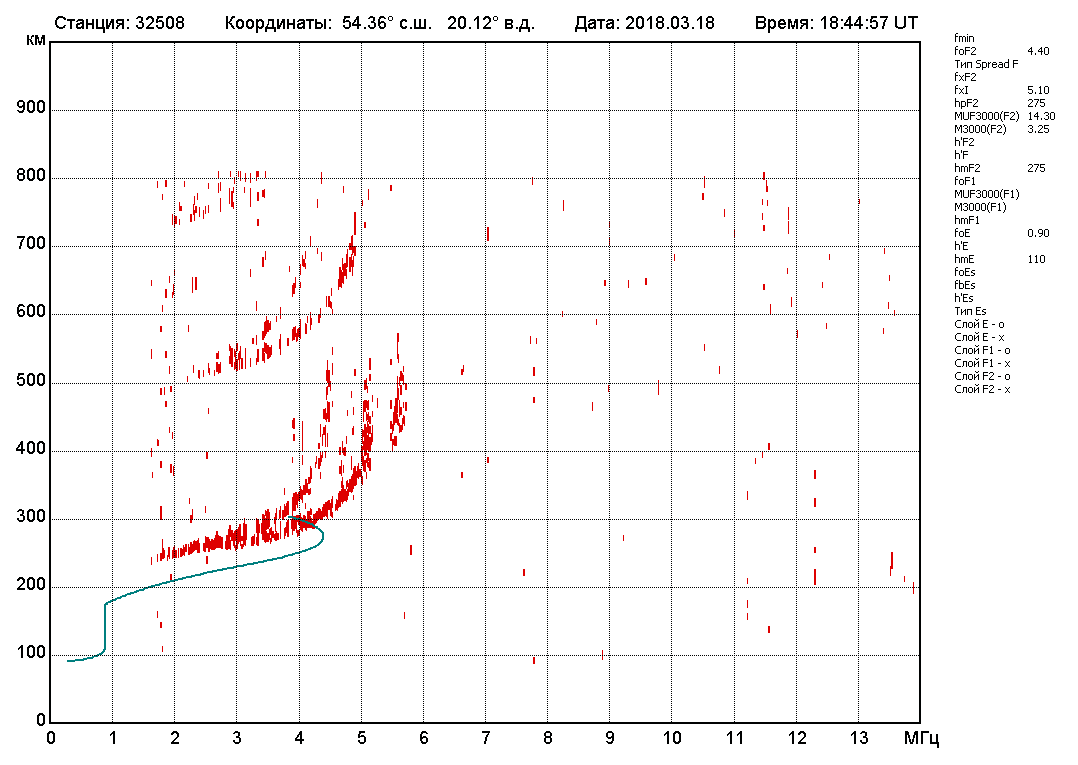 Станция: 32508 Координаты: 54.36° с.ш. 20.12° в.д. Дата: 2018.03.18 Время: 18:44:57 UT
км
900
800
700
600
500
400
300
200
100
0
0 1 2 3 4 5 6 7 8 9 10 11 12 13 МГц
fmin
foF2 4.40
Тип Spread F
fxF2
fxI 5.10
hpF2 275
MUF3000(F2) 14.30
M3000(F2) 3.25
h'F2
h'F
hmF2 275
foF1
MUF3000(F1)
M3000(F1)
hmF1
foE 0.90
h'E
hmE 110
foEs
fbEs
h'Es
Тип Es
Слой E - о
Слой E - x
Слой F1 - о
Слой F1 - x
Слой F2 - о
Слой F2 - x